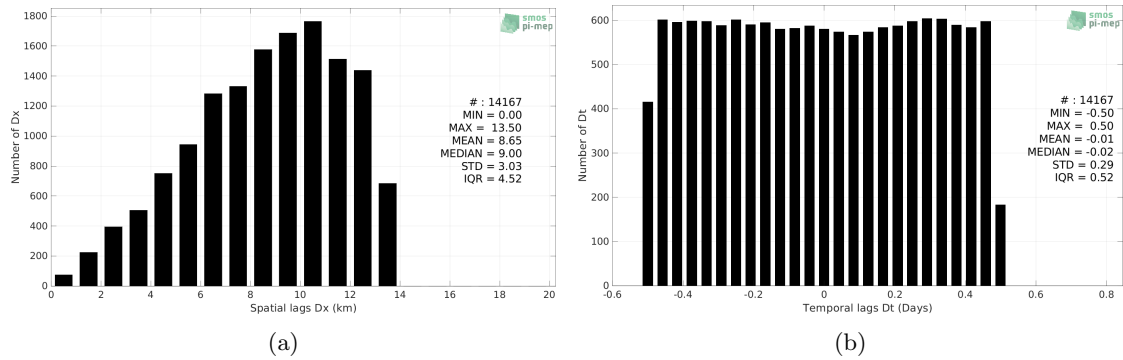 1800
1600
1400
1200
1000
800
600
400
200
0
Number of Dx
smos
pi-mep
# : 14167
MIN = 0.00
MAX = 13.50
MEAN = 8.65
MEDIAN = 9.00
STD = 3.03
IQR = 4.52
0 2 4 6 8 10 12 14 16 18 20
Spatial lags Dx (km)
(a)
600
500
400
300
200
100
0
Number of Dt
smos
pi-mep
# : 14167
MIN = -0.50
MAX = 0.50
MEAN = -0.01
MEDIAN = -0.02
STD = 0.29
IQR = 0.52
-0.6 -0.4 -0.2 0 0.2 0.4 0.6 0.8
Temporal lags Dt (Days)
(b)